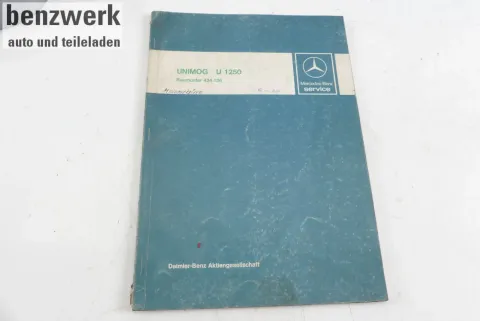 benzwerk
auto und teileladen
UNIMOG U 1250
Mercedes-Benz
service
Daimler-Benz Aktiengesellschaft